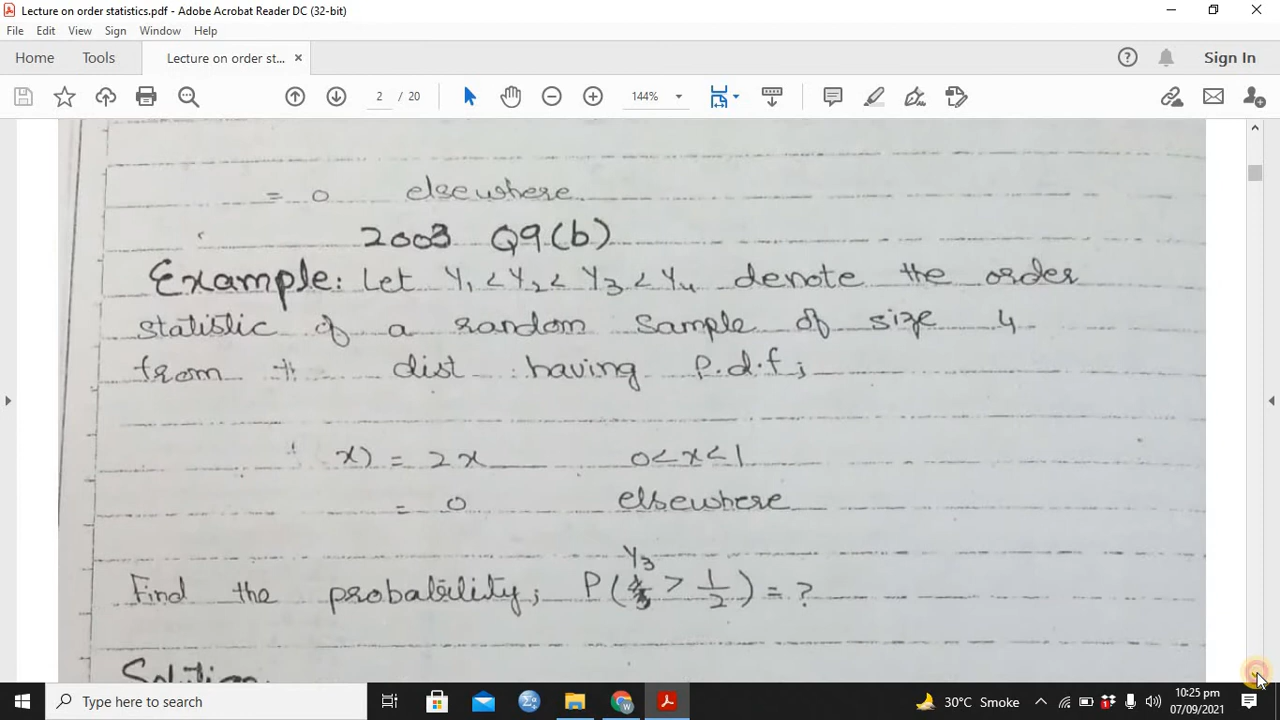 Lecture on order statistics.pdf - Adobe Acrobat Reader DC (32-bit)
File Edit View Sign Window Help
Home Tools Lecture on order st... × Sign In
2 / 20 144%
= 0 elsewhere
2003 Q9(b)
Example: Let Y₁ < Y₂ < Y₃ < Y₄ denote the order
statistic of a random sample of size 4
from dist having P.d.f;
x) = 2x 0<x<1
= 0 elsewhere
Y₃
Find the probability; P( > 1/2 ) = ?
Solution
Type here to search 30°C Smoke 10:25 pm
07/09/2021